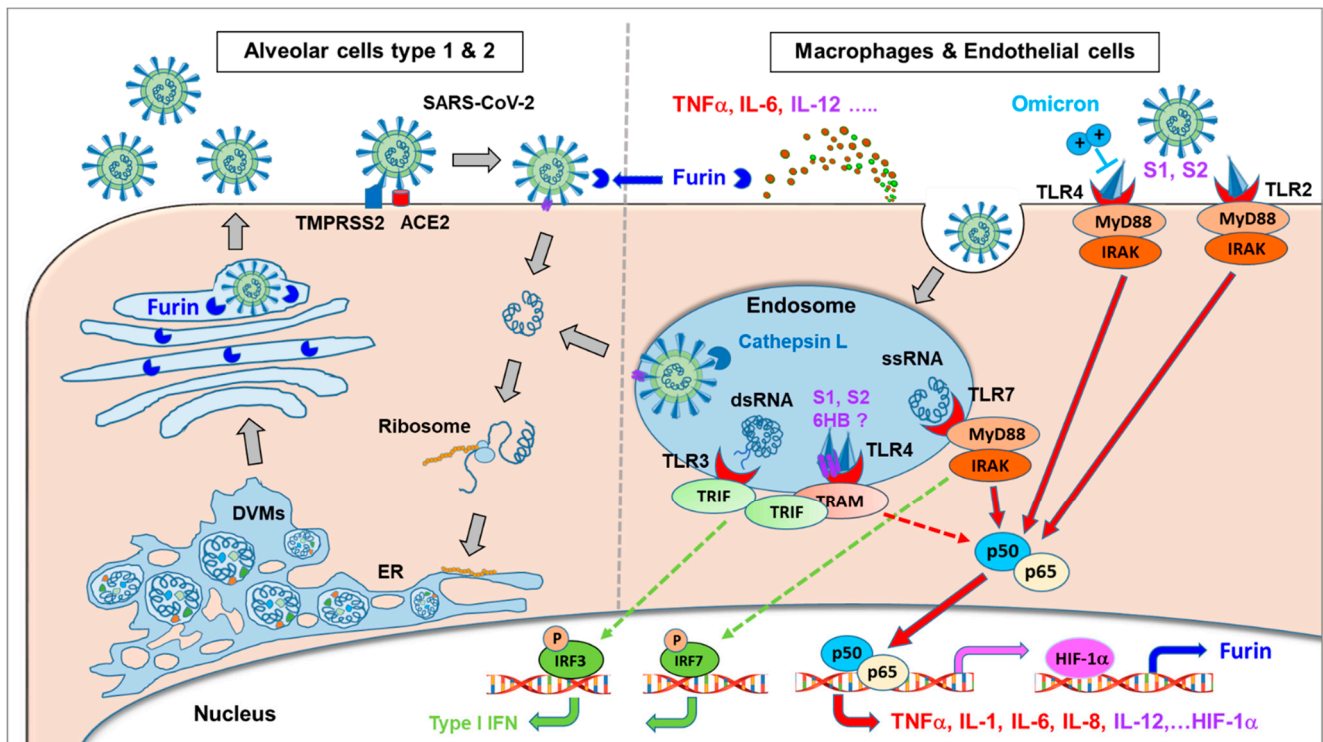 Alveolar cells type 1 & 2
Macrophages & Endothelial cells
SARS-CoV-2
TNFα, IL-6, IL-12 .....
Omicron
+ +
S1, S2
TLR4
TLR2
Furin
TMPRSS2
ACE2
MyD88
MyD88
IRAK
IRAK
Furin
Endosome
Cathepsin L
ssRNA
dsRNA
S1, S2
6HB ?
TLR7
Ribosome
MyD88
TLR3
TLR4
IRAK
TRIF
TRIF
TRAM
DVMs
p50
p65
ER
P
IRF3
P
IRF7
p50
p65
HIF-1α
Furin
Nucleus
Type I IFN
TNFα, IL-1, IL-6, IL-8, IL-12,...HIF-1α